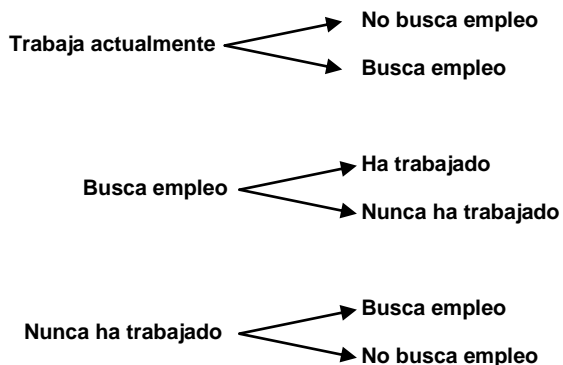 No busca empleo
Trabaja actualmente
Busca empleo
Ha trabajado
Busca empleo
Nunca ha trabajado
Busca empleo
Nunca ha trabajado
No busca empleo